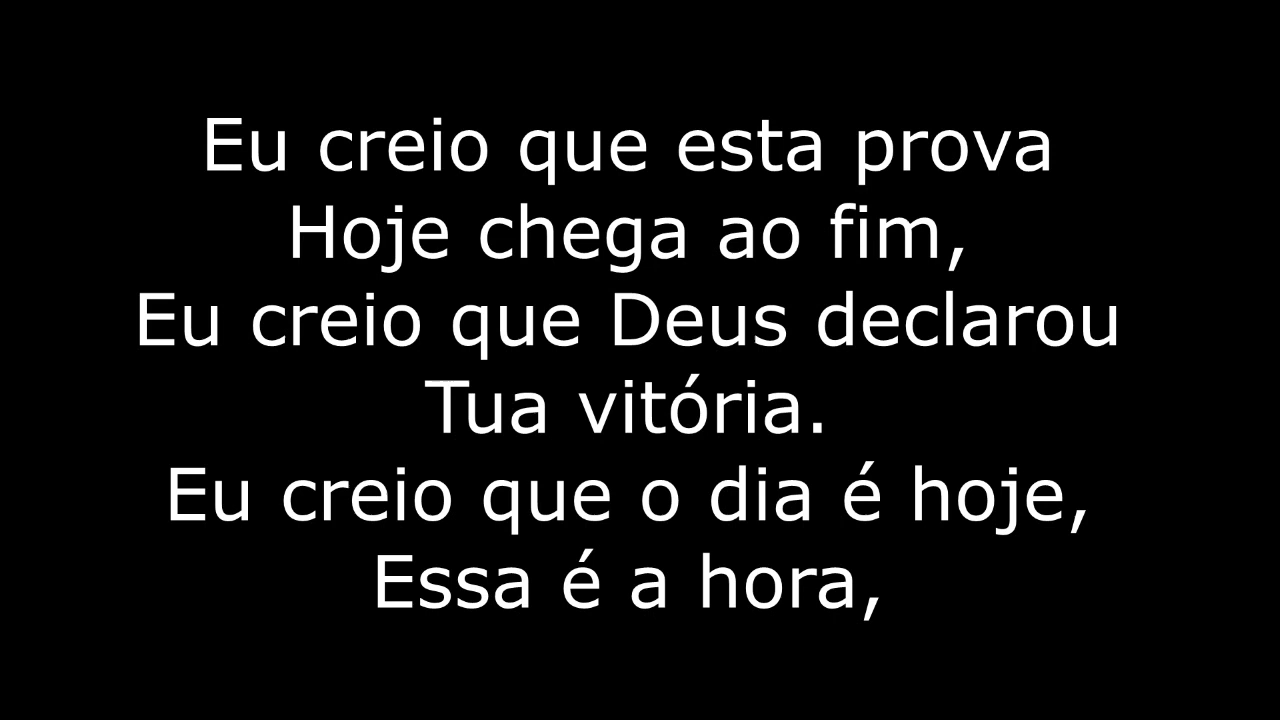 Eu creio que esta prova
Hoje chega ao fim,
Eu creio que Deus declarou
Tua vitória.
Eu creio que o dia é hoje,
Essa é a hora,